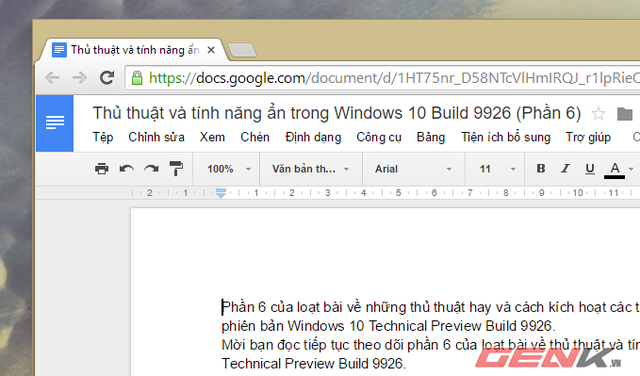 Thủ thuật và tính năng ẩn
https://docs.google.com/document/d/1HT75nr_D58NTcVlHmIRQJ_r1lpRieC
Thủ thuật và tính năng ẩn trong Windows 10 Build 9926 (Phần 6)
Tệp Chỉnh sửa Xem Chèn Định dạng Công cụ Bảng Tiện ích bổ sung Trợ giúp
100% Văn bản th... Arial 11 B I U A
2 1 1 2 3 4 5 6 7 8 9 10 11
Phần 6 của loạt bài về những thủ thuật hay và cách kích hoạt các t
phiên bản Windows 10 Technical Preview Build 9926.
Mời bạn đọc tiếp tục theo dõi phần 6 của loạt bài về thủ thuật và tín
Technical Preview Build 9926.
GENK.VN